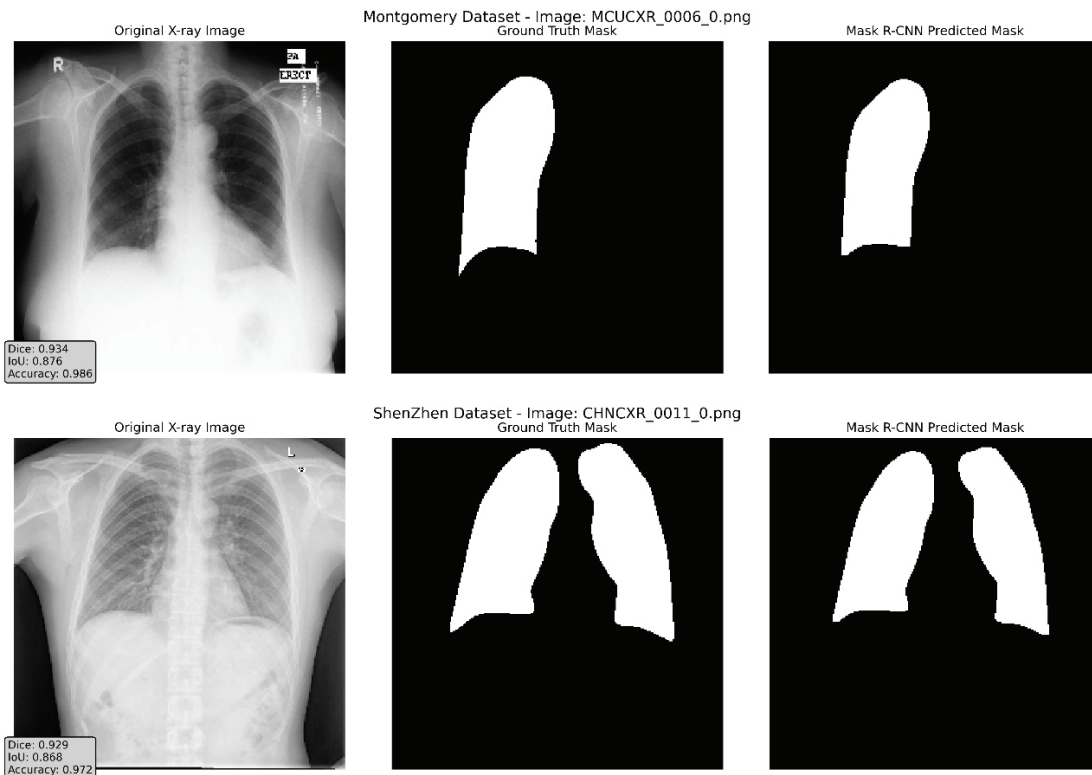 Montgomery Dataset - Image: MCUCXR_0006_0.png
Original X-ray Image
Ground Truth Mask
Mask R-CNN Predicted Mask
R
PA
ERECT
Dice: 0.934
IoU: 0.876
Accuracy: 0.986
ShenZhen Dataset - Image: CHNCXR_0011_0.png
Original X-ray Image
Ground Truth Mask
Mask R-CNN Predicted Mask
L
Dice: 0.929
IoU: 0.868
Accuracy: 0.972